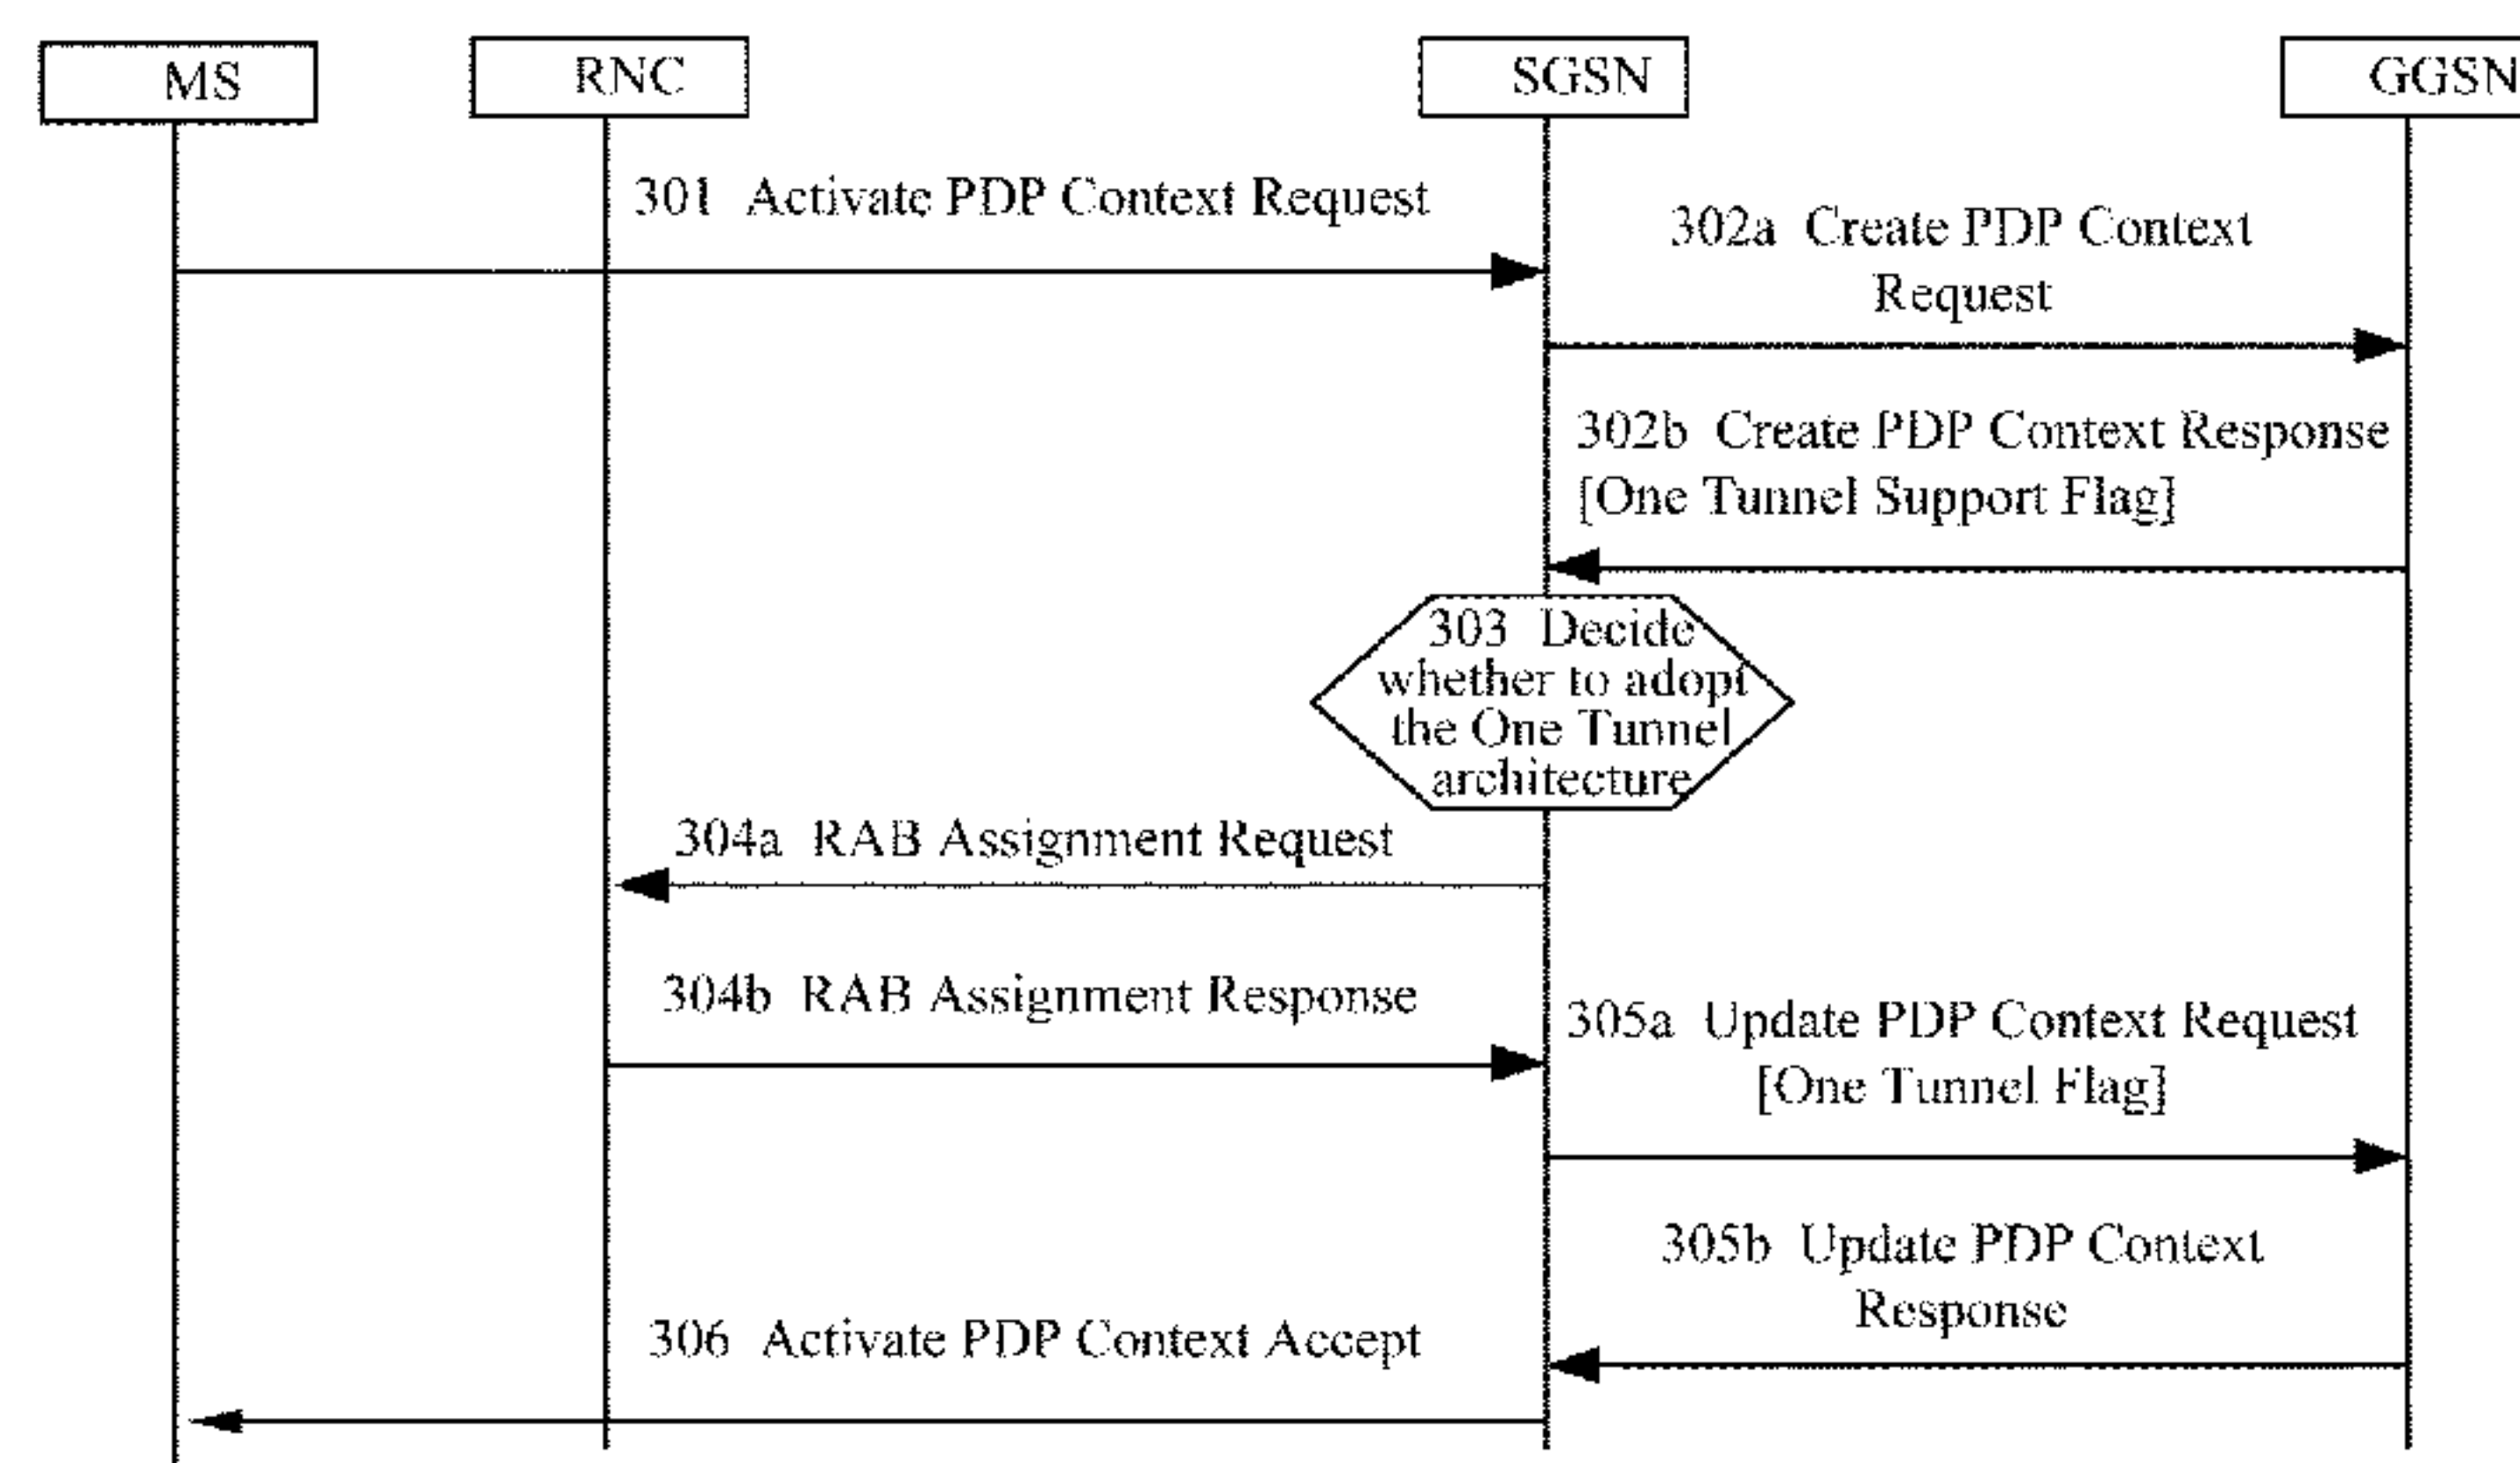 MS
RNC
SGSN
GGSN
301 Activate PDP Context Request
302a Create PDP Context
Request
302b Create PDP Context Response
[One Tunnel Support Flag]
303 Decide
whether to adopt
the One Tunnel
architecture
304a RAB Assignment Request
304b RAB Assignment Response
305a Update PDP Context Request
[One Tunnel Flag]
305b Update PDP Context
Response
306 Activate PDP Context Accept